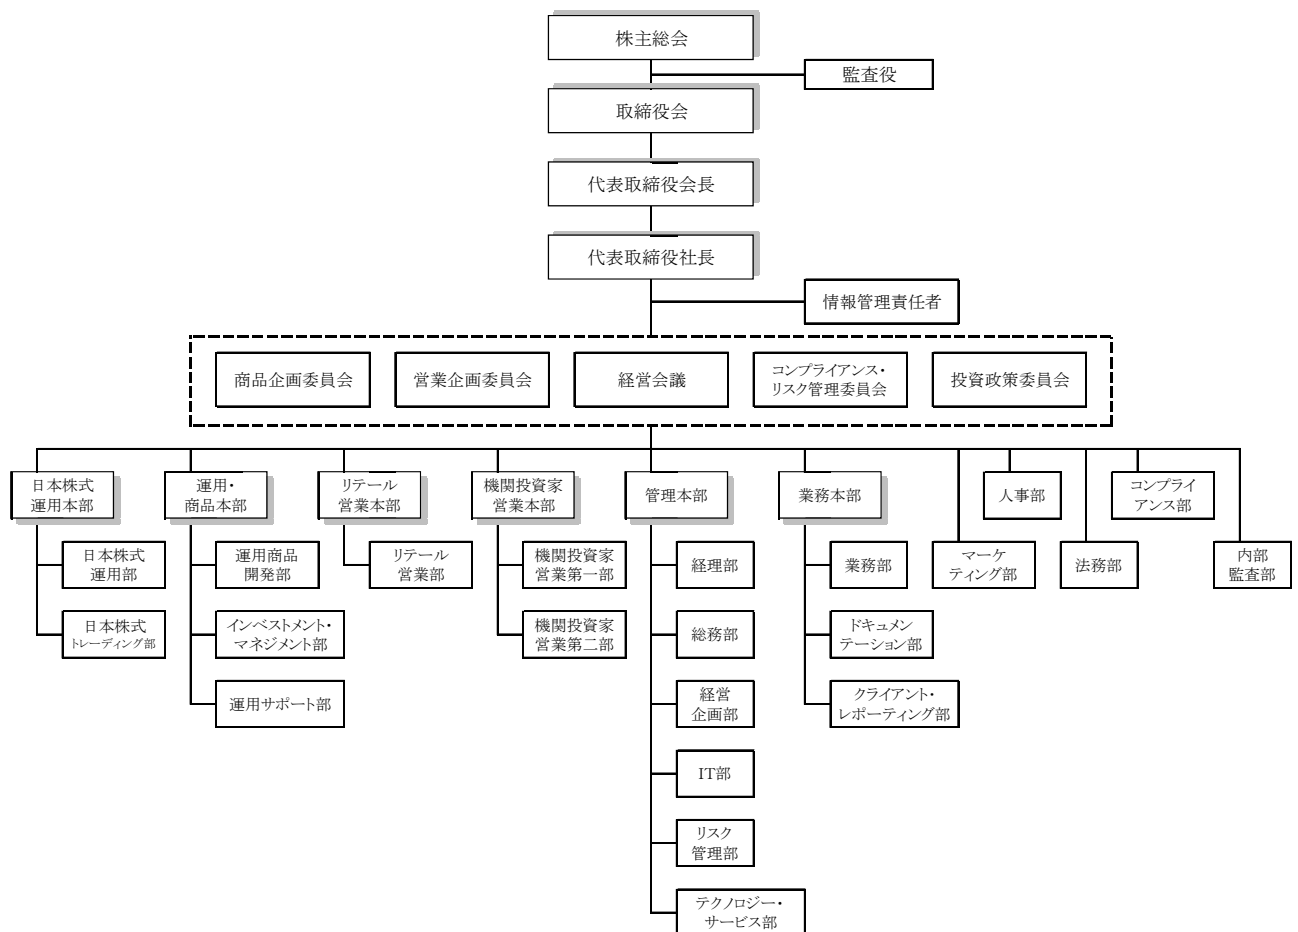 株主総会
監査役
取締役会
代表取締役会長
代表取締役社長
情報管理責任者
商品企画委員会
営業企画委員会
経営会議
コンプライアンス・
リスク管理委員会
投資政策委員会
日本株式
運用本部
運用・
商品本部
リテール
営業本部
機関投資家
営業本部
管理本部
業務本部
人事部
コンプライ
アンス部
日本株式
運用部
運用商品
開発部
リテール
営業部
機関投資家
営業第一部
経理部
業務部
マーケ
ティング部
法務部
内部
監査部
日本株式
トレーディング部
インベストメント・
マネジメント部
機関投資家
営業第二部
総務部
ドキュメン
テーション部
運用サポート部
経営
企画部
クライアント・
レポーティング部
IT部
リスク
管理部
テクノロジー・
サービス部